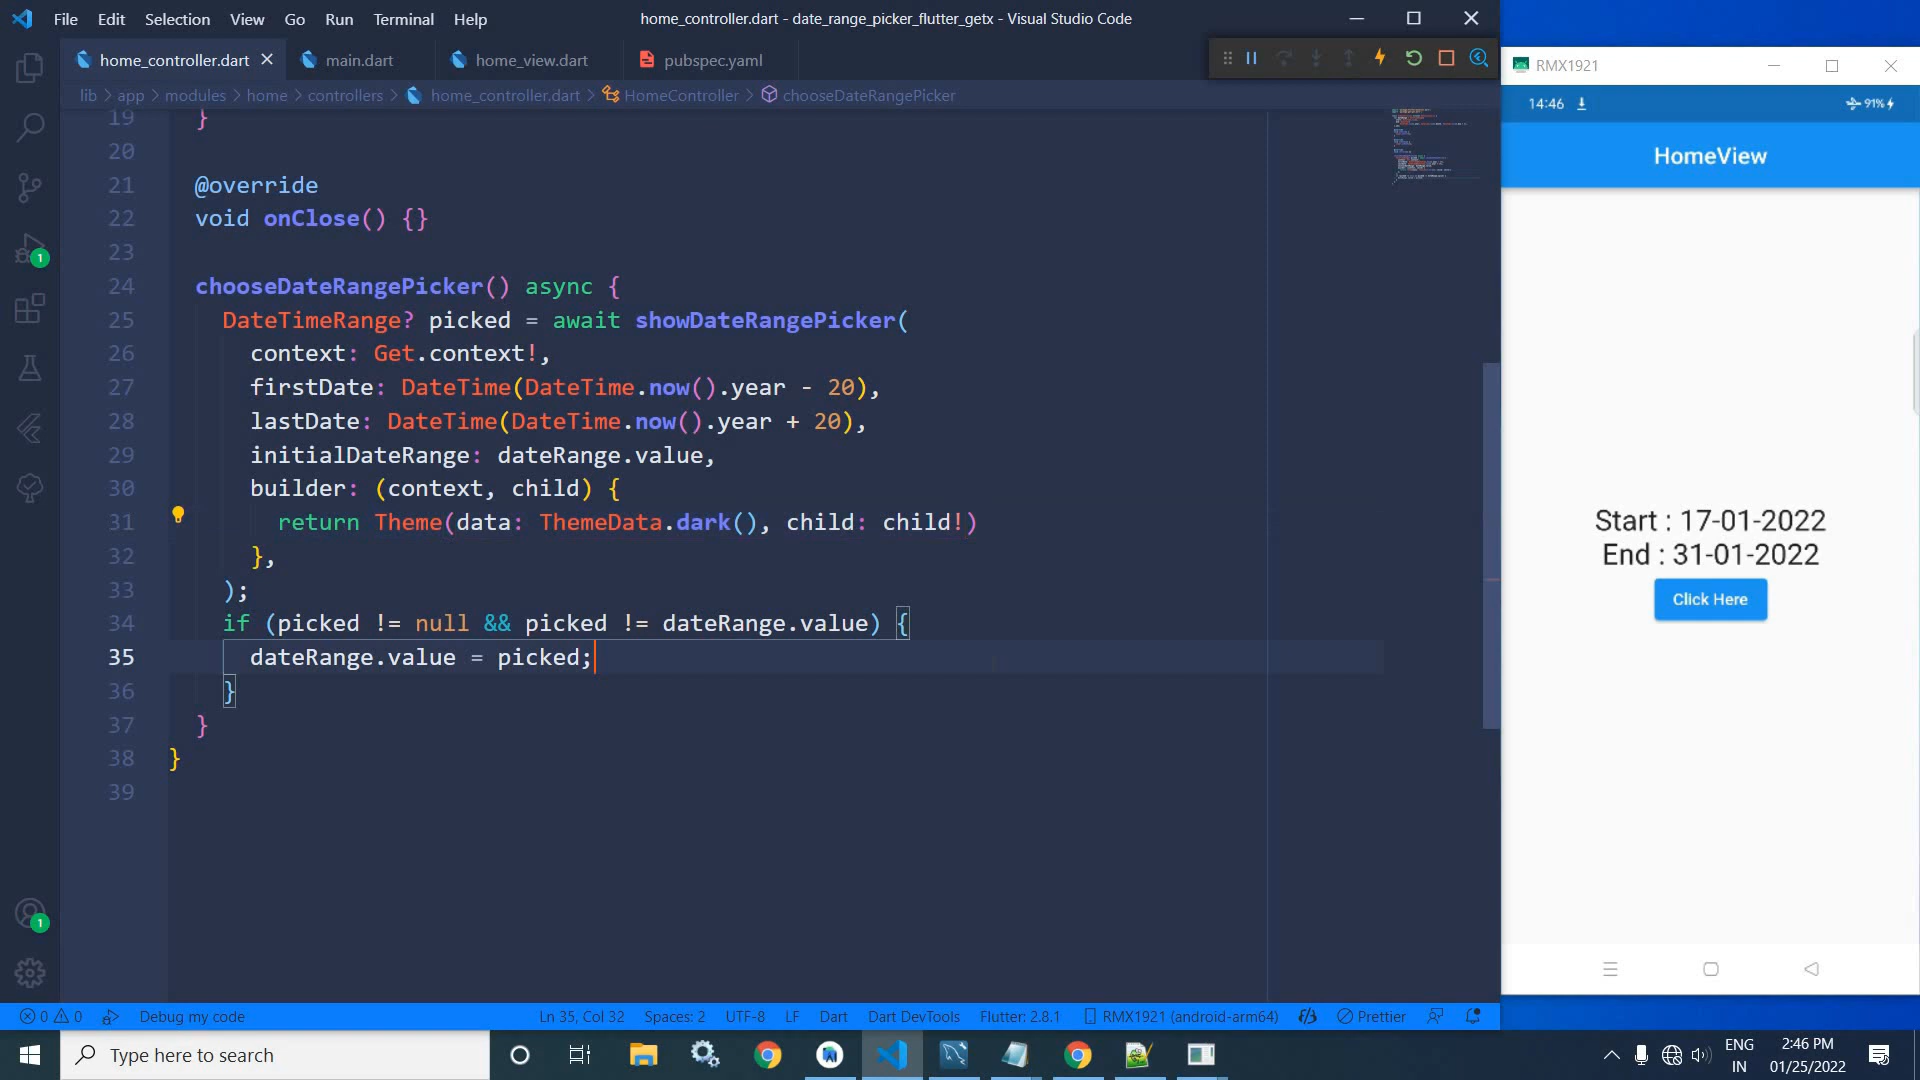 File Edit Selection View Go Run Terminal Help
home_controller.dart - date_range_picker_flutter_getx - Visual Studio Code
home_controller.dart main.dart home_view.dart pubspec.yaml
lib > app > modules > home > controllers > home_controller.dart > HomeController > chooseDateRangePicker
19 }
20
21 @override
22 void onClose() {}
23
24 chooseDateRangePicker() async {
25 DateTimeRange? picked = await showDateRangePicker(
26 context: Get.context!,
27 firstDate: DateTime(DateTime.now().year - 20),
28 lastDate: DateTime(DateTime.now().year + 20),
29 initialDateRange: dateRange.value,
30 builder: (context, child) {
31 return Theme(data: ThemeData.dark(), child: child!)
32 },
33 );
34 if (picked != null && picked != dateRange.value) {
35 dateRange.value = picked;
36 }
37 }
38 }
39
1
1
0 0 Debug my code Ln 35, Col 32 Spaces: 2 UTF-8 LF Dart Dart DevTools Flutter: 2.8.1 RMX1921 (android-arm64) Prettier
RMX1921
14:46 91%
HomeView
Start : 17-01-2022
End : 31-01-2022
Click Here
Type here to search
ENG
IN
2:46 PM
01/25/2022